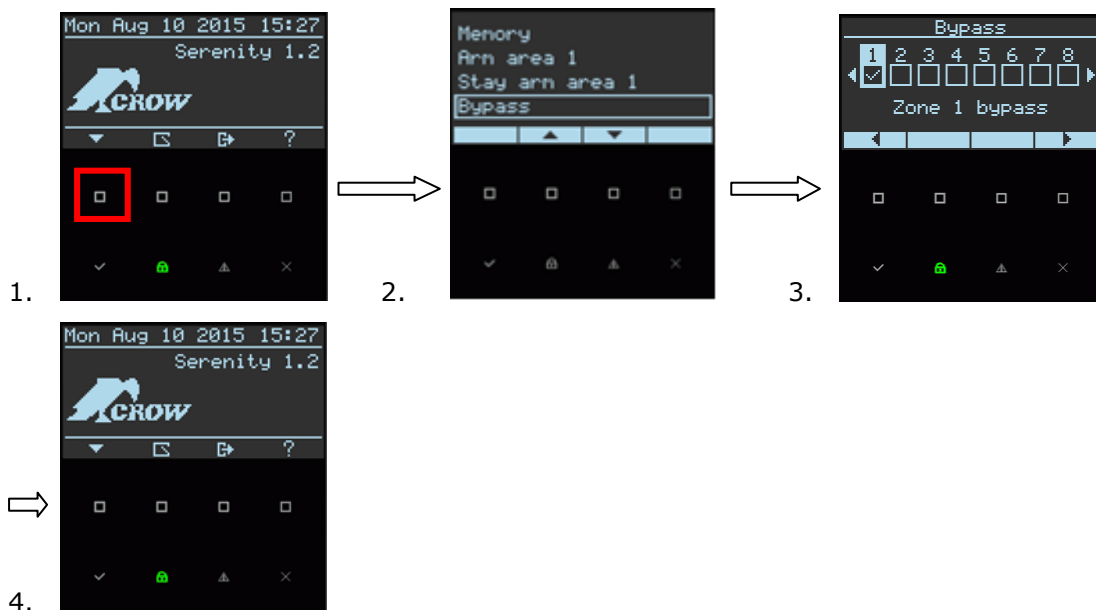 Mon Aug 10 2015 15:27
Serenity 1.2
CROW
?
1.
Memory
Arm area 1
Stay arm area 1
Bypass
2.
Bypass
1 2 3 4 5 6 7 8
Zone 1 bypass
3.
Mon Aug 10 2015 15:27
Serenity 1.2
CROW
?
4.